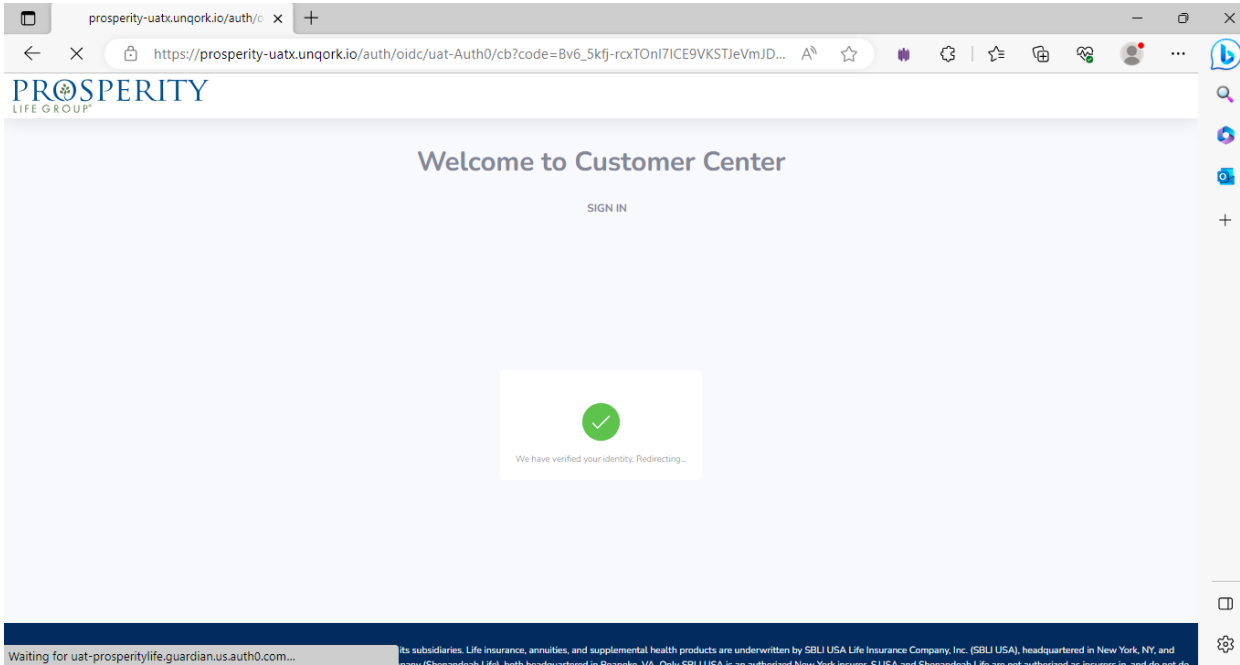 prosperity-uatx.unqork.io/auth/o
https://prosperity-uatx.unqork.io/auth/oidc/uat-Auth0/cb?code=Bv6_5kfj-rcxTOnI7ICE9VKSTJeVmJD...
PROSPERITY
LIFE GROUP®
Welcome to Customer Center
SIGN IN
We have verified your identity. Redirecting...
its subsidiaries. Life insurance, annuities, and supplemental health products are underwritten by SBLI USA Life Insurance Company, Inc. (SBLI USA), headquartered in New York, NY, and
Waiting for uat-prosperitylife.guardian.us.auth0.com...
(Shenandoah Life), both headquartered in Roanoke, VA. Only SBLI USA is an authorized New York insurer. S.USA and Shenandoah Life are not authorized as insurers in, and do not do